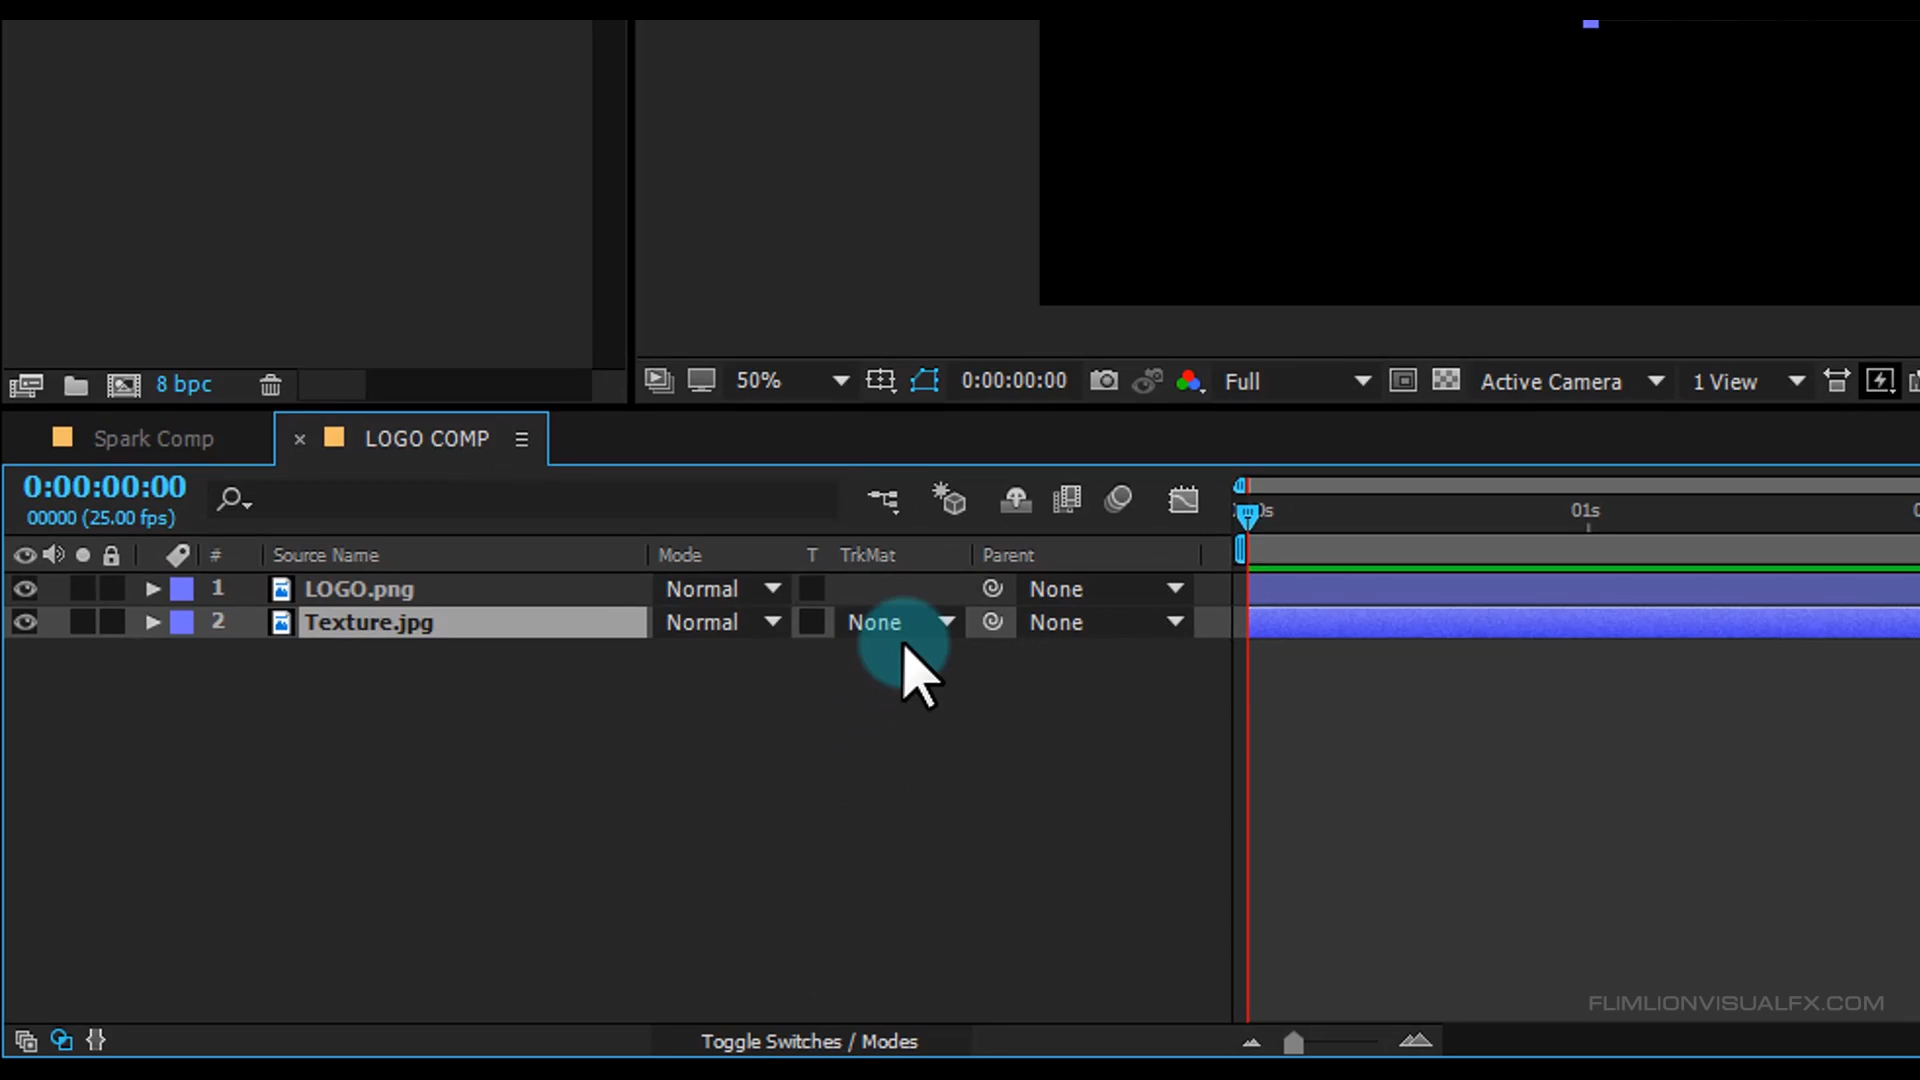 8 bpc
50%
0:00:00:00
Full
Active Camera
1 View
Spark Comp
LOGO COMP
0:00:00:00
00000 (25.00 fps)
01s
#
Source Name
Mode
T
TrkMat
Parent
1
LOGO.png
Normal
None
2
Texture.jpg
Normal
None
None
FLIMLIONVISUALFX.COM
Toggle Switches / Modes